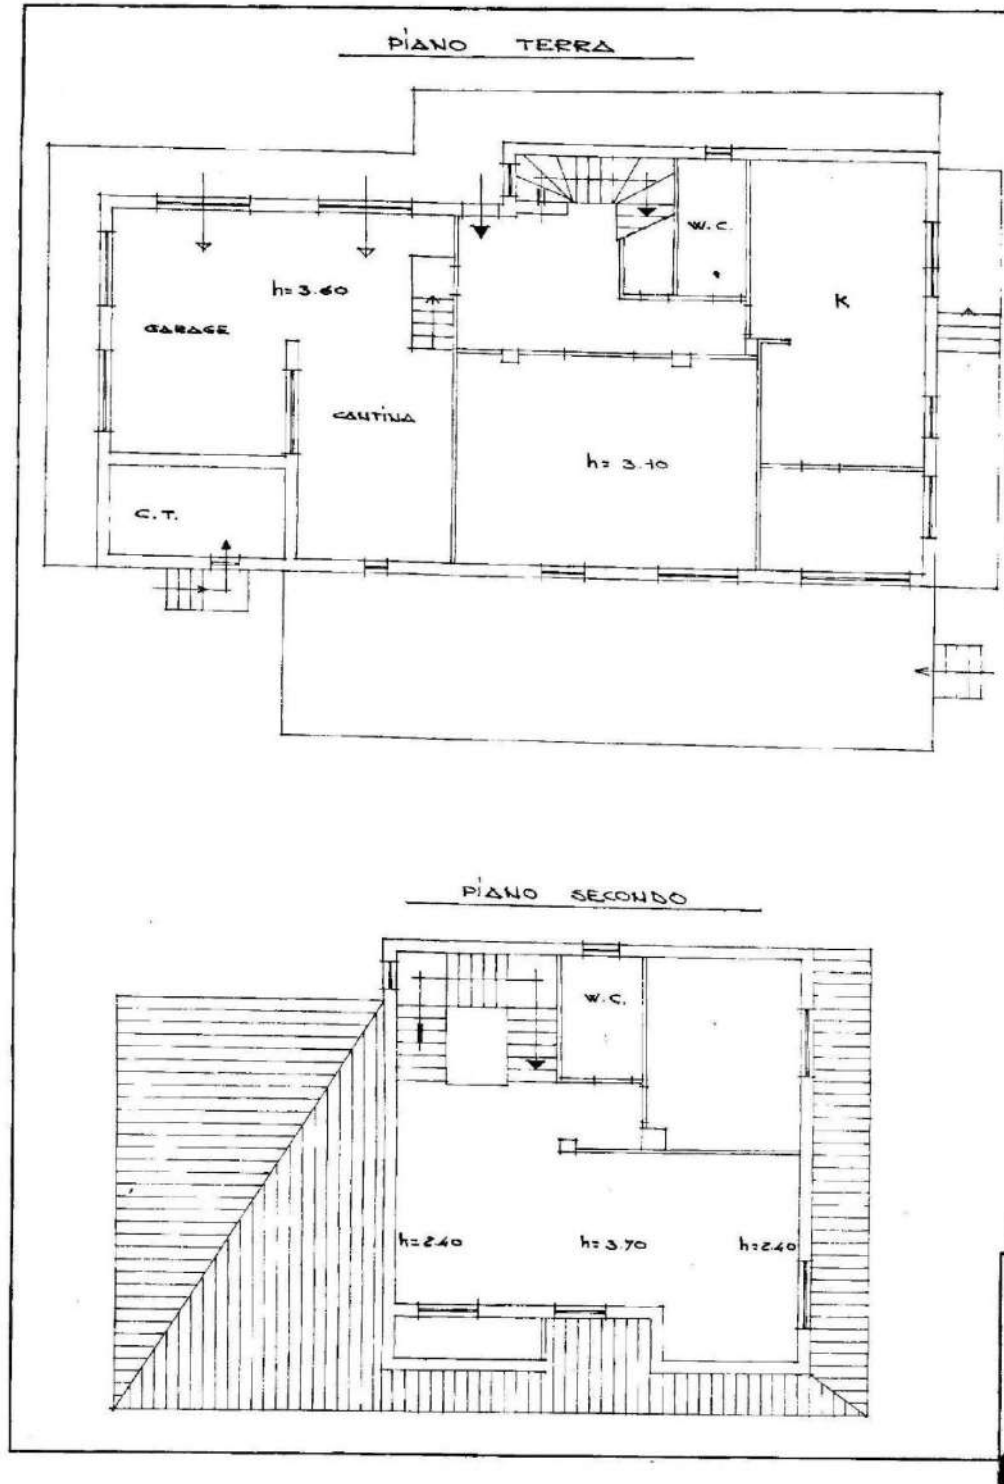 PIANO TERRA
W.C.
h=3.60
K
GARAGE
CANTINA
h=3.10
C.T.
PIANO SECONDO
W.C.
h=2.40
h=3.70
h=2.40